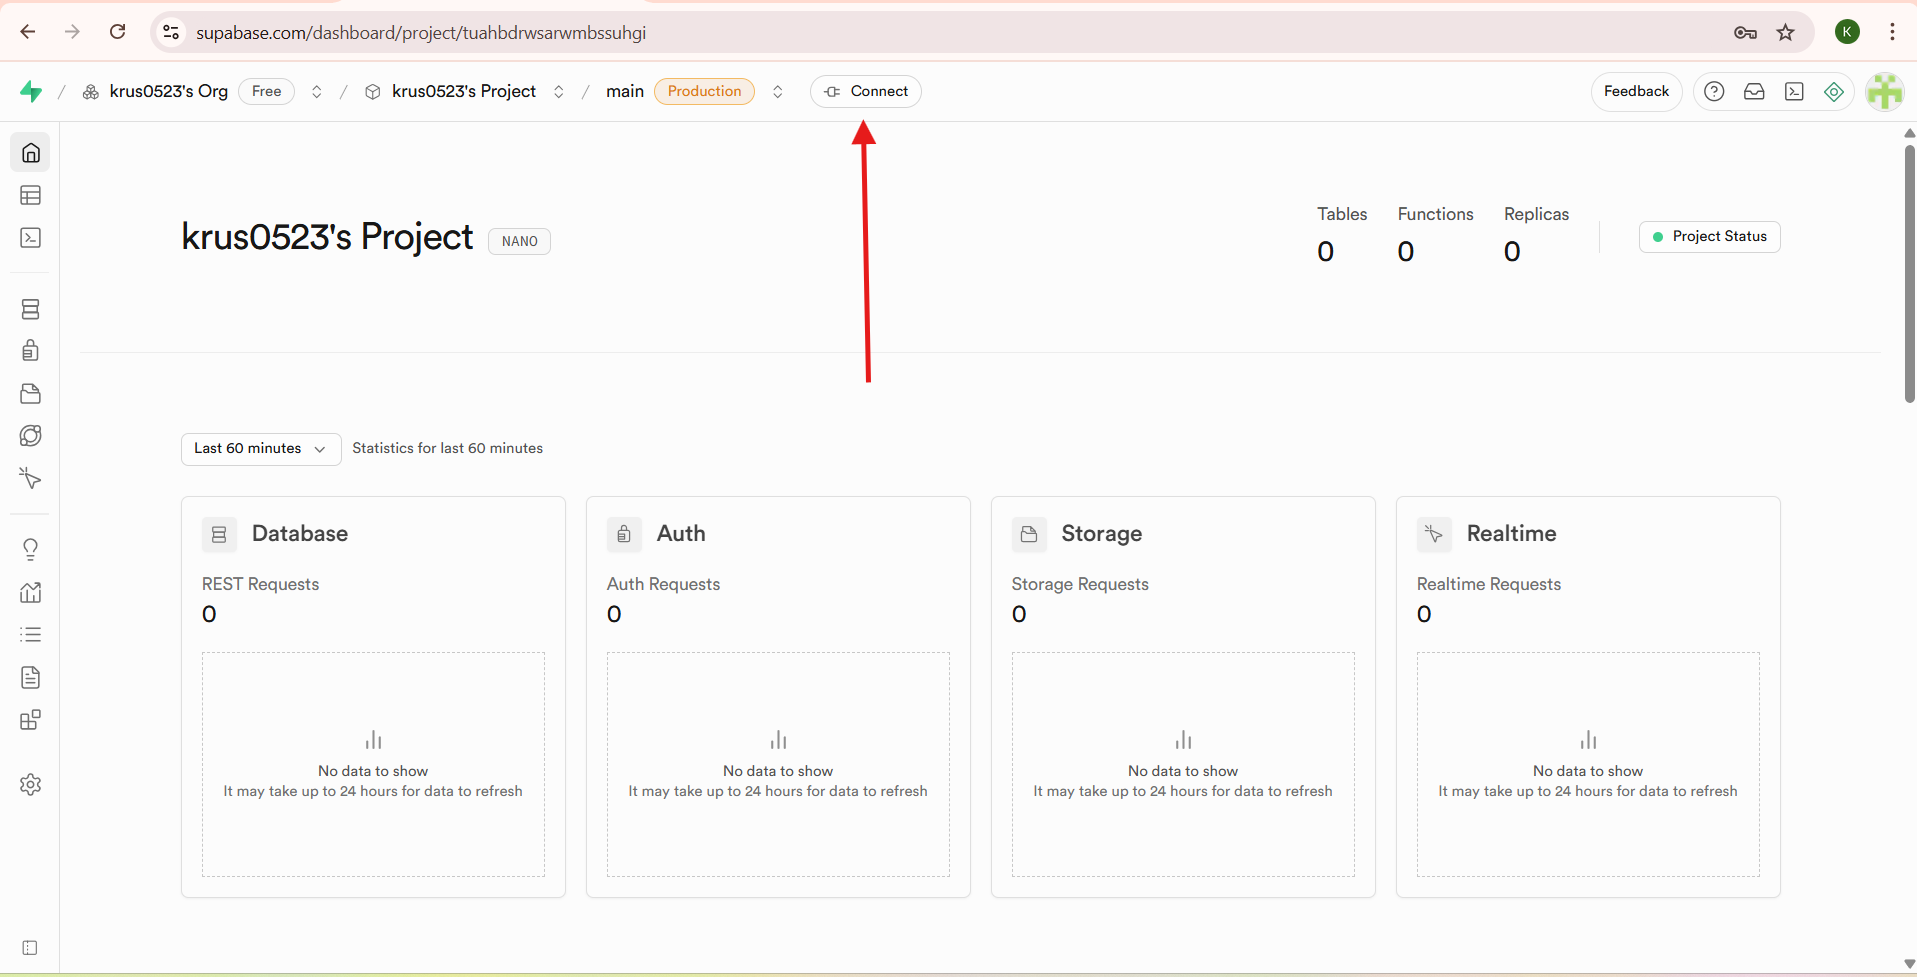 supabase.com/dashboard/project/tuahbdrwsarwmbssuhgi
K
/ krus0523's Org Free / krus0523's Project / main Production Connect Feedback
krus0523's Project NANO
Tables Functions Replicas
0 0 0
Project Status
Last 60 minutes Statistics for last 60 minutes
Database
REST Requests
0
No data to show
It may take up to 24 hours for data to refresh
Auth
Auth Requests
0
No data to show
It may take up to 24 hours for data to refresh
Storage
Storage Requests
0
No data to show
It may take up to 24 hours for data to refresh
Realtime
Realtime Requests
0
No data to show
It may take up to 24 hours for data to refresh